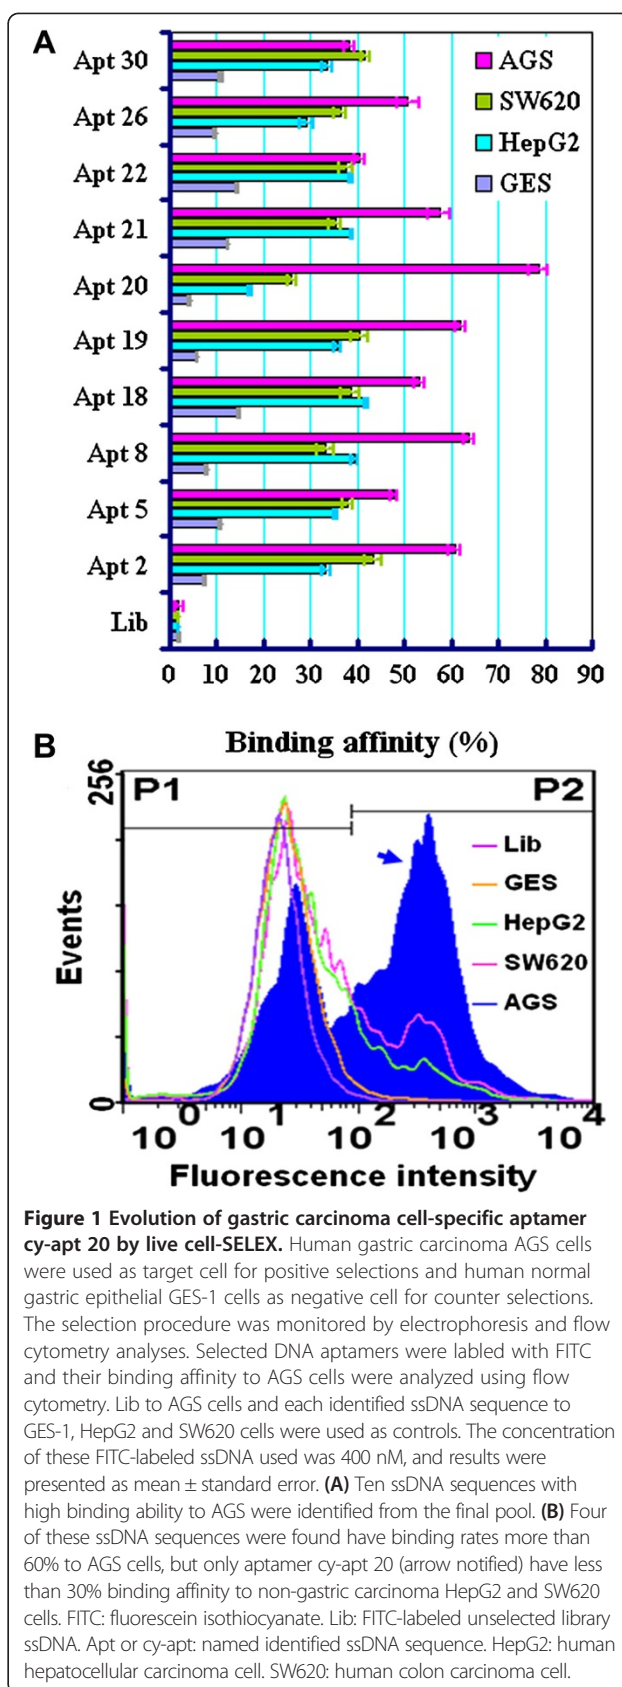 A
Apt 30
Apt 26
Apt 22
Apt 21
Apt 20
Apt 19
Apt 18
Apt 8
Apt 5
Apt 2
Lib
AGS
SW620
HepG2
GES
0 10 20 30 40 50 60 70 80 90
Binding affinity (%)
B
256
0
Events
P1
P2
Lib
GES
HepG2
SW620
AGS
10 0 10 1 10 2 10 3 10 4
Fluorescence intensity
Figure 1 Evolution of gastric carcinoma cell-specific aptamer
cy-apt 20 by live cell-SELEX. Human gastric carcinoma AGS cells
were used as target cell for positive selections and human normal
gastric epithelial GES-1 cells as negative cell for counter selections.
The selection procedure was monitored by electrophoresis and flow
cytometry analyses. Selected DNA aptamers were labled with FITC
and their binding affinity to AGS cells were analyzed using flow
cytometry. Lib to AGS cells and each identified ssDNA sequence to
GES-1, HepG2 and SW620 cells were used as controls. The concentration
of these FITC-labeled ssDNA used was 400 nM, and results were
presented as mean ± standard error. (A) Ten ssDNA sequences with
high binding ability to AGS were identified from the final pool. (B) Four
of these ssDNA sequences were found have binding rates more than
60% to AGS cells, but only aptamer cy-apt 20 (arrow notified) have less
than 30% binding affinity to non-gastric carcinoma HepG2 and SW620
cells. FITC: fluorescein isothiocyanate. Lib: FITC-labeled unselected library
ssDNA. Apt or cy-apt: named identified ssDNA sequence. HepG2: human
hepatocellular carcinoma cell. SW620: human colon carcinoma cell.